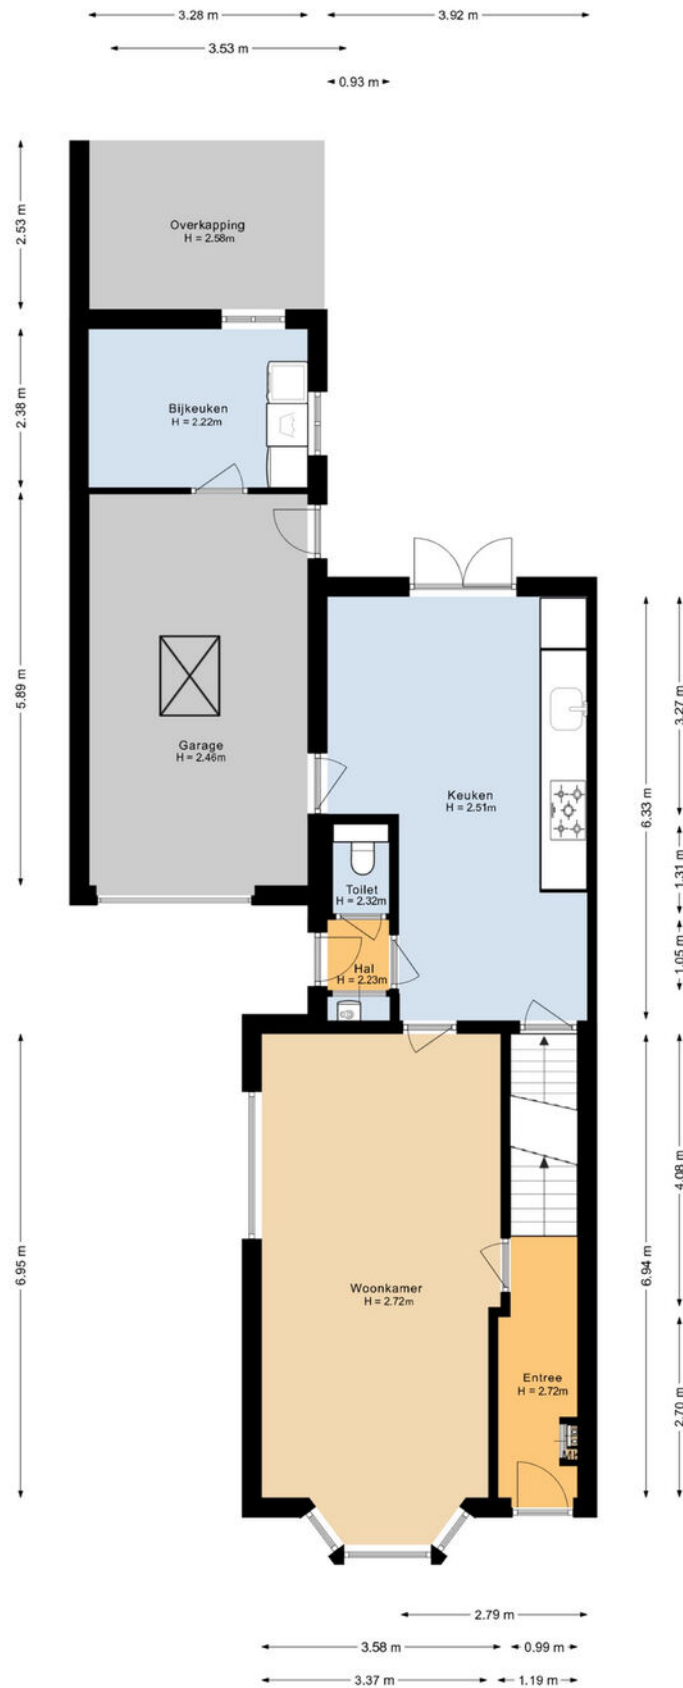 3.28 m
3.92 m
3.53 m
0.93 m
2.53 m
Overkapping
H = 2.58m
2.38 m
Bijkeuken
H = 2.22m
5.89 m
Garage
H = 2.46m
Keuken
H = 2.51m
6.33 m
3.27 m
1.31 m
1.05 m
Toilet
H = 2.32m
Hal
H = 2.23m
6.95 m
Woonkamer
H = 2.72m
6.94 m
4.08 m
Entree
H = 2.72m
2.70 m
2.79 m
3.58 m
0.99 m
3.37 m
1.19 m